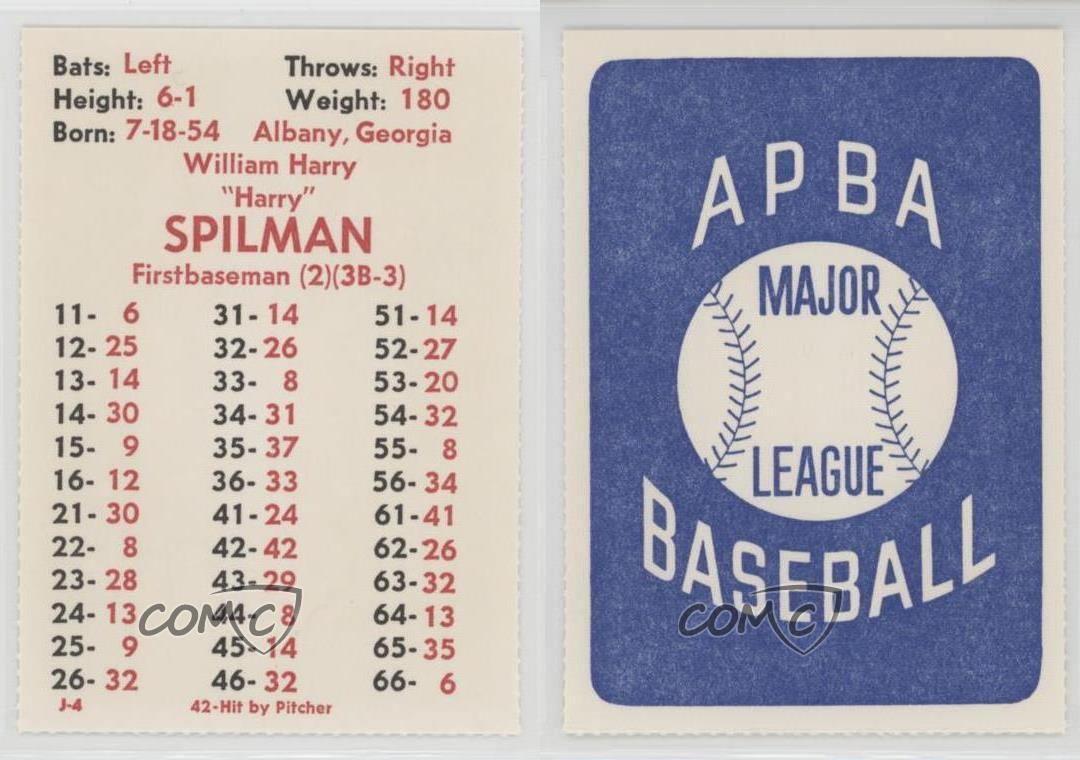 Bats: Left Throws: Right
Height: 6-1 Weight: 180
Born: 7-18-54 Albany, Georgia
William Harry
"Harry"
SPILMAN
Firstbaseman (2)(3B-3)
11- 6 31- 14 51- 14
12- 25 32- 26 52- 27
13- 14 33- 8 53- 20
14- 30 34- 31 54- 32
15- 9 35- 37 55- 8
16- 12 36- 33 56- 34
21- 30 41- 24 61- 41
22- 8 42- 42 62- 26
23- 28 43- 29 63- 32
24- 13 44- 8 64- 13
25- 9 45- 14 65- 35
26- 32 46- 32 66- 6
J-4 42-Hit by Pitcher
COMC
APBA
MAJOR
LEAGUE
BASEBALL
COMC